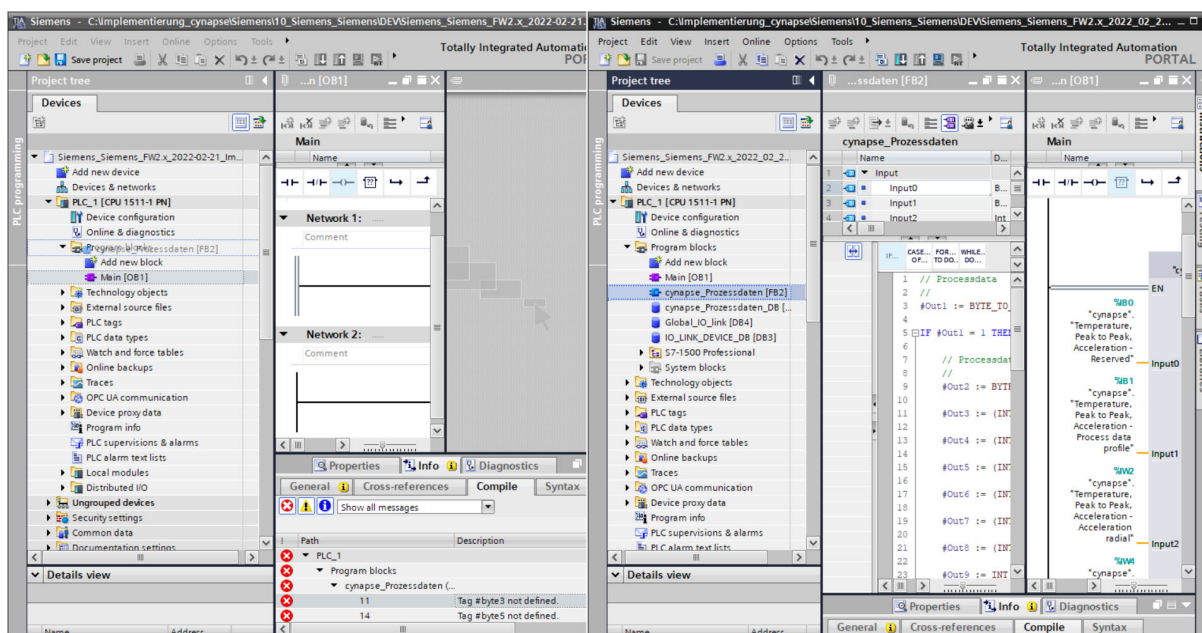 Siemens - C:\Implementierung_cynapse\Siemens\10_Siemens_Siemens\DEV\Siemens_Siemens_FW2.x_2022-02-21.
Project Edit View Insert Online Options Tools
Totally Integrated Automati
POR
Save project
Project tree
...n [OB1]
Devices
PLC programming
Main
Name
Siemens_Siemens_FW2.x_2022-02-21_Im...
Add new device
Devices & networks
PLC_1 [CPU 1511-1 PN]
Device configuration
Online & diagnostics
Program blocks
cynapse_Prozessdaten [FB2]
Add new block
Main [OB1]
Technology objects
External source files
PLC tags
PLC data types
Watch and force tables
Online backups
Traces
OPC UA communication
Device proxy data
Program info
PLC supervisions & alarms
PLC alarm text lists
Local modules
Distributed I/O
Ungrouped devices
Security settings
Common data
Documentation settings
Details view
Name Address
Network 1: .....
Comment
Network 2: .....
Comment
Properties Info Diagnostics
General Cross-references Compile Syntax
Show all messages
! Path Description
PLC_1
Program blocks
cynapse_Prozessdaten (...
11 Tag #byte3 not defined.
14 Tag #byte5 not defined.
Siemens - C:\Implementierung_cynapse\Siemens\10_Siemens_Siemens\DEV\Siemens_Siemens_FW2.x_2022_02_2...
Project Edit View Insert Online Options Tools
Totally Integrated Automation
PORTAL
Save project
Project tree
...ssdaten [FB2]
...n [OB1]
Devices
PLC programming
Siemens_Siemens_FW2.x_2022_02_2...
Add new device
Devices & networks
PLC_1 [CPU 1511-1 PN]
Device configuration
Online & diagnostics
Program blocks
Add new block
Main [OB1]
cynapse_Prozessdaten [FB2]
cynapse_Prozessdaten_DB [...
Global_IO_link [DB4]
IO_LINK_DEVICE_DB [DB3]
S7-1500 Professional
System blocks
Technology objects
External source files
PLC tags
PLC data types
Watch and force tables
Online backups
Traces
OPC UA communication
Device proxy data
Program info
PLC supervisions & alarms
PLC alarm text lists
Details view
Name Address
cynapse_Prozessdaten
Name D...
1 Input
2 Input0 B...
3 Input1 B...
4 Input2 Int
IF... CASE... OF... FOR... TO DO.. WHILE.. DO...
1 // Processdata
2 //
3 #Out1 := BYTE_TO_
4
5 IF #Out1 = 1 THEN
6
7 // Processdat
8 //
9 #Out2 := BYTE
10
11 #Out3 := (INT
12
13 #Out4 := (INT
14
15 #Out5 := (INT
16
17 #Out6 := (INT
18
19 #Out7 := (INT
20
21 #Out8 := (INT
22
23 #Out9 := INT
Main
Name
"cy
EN
%IB0
"cynapse".
"Temperature,
Peak to Peak,
Acceleration -
Reserved" Input0
%IB1
"cynapse".
"Temperature,
Peak to Peak,
Acceleration -
Process data
profile" Input1
%IW2
"cynapse".
"Temperature,
Peak to Peak,
Acceleration -
Acceleration
radial" Input2
%IW4
"cynapse".
Properties Info Diagnostics
General Cross-references Compile Syntax